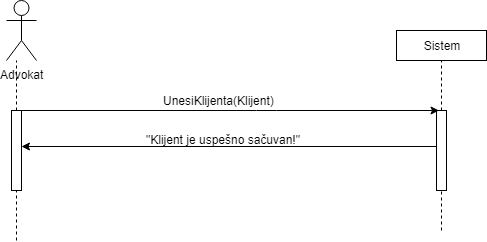 Advokat
Sistem
UnesiKlijenta(Klijent)
"Klijent je uspešno sačuvan!"